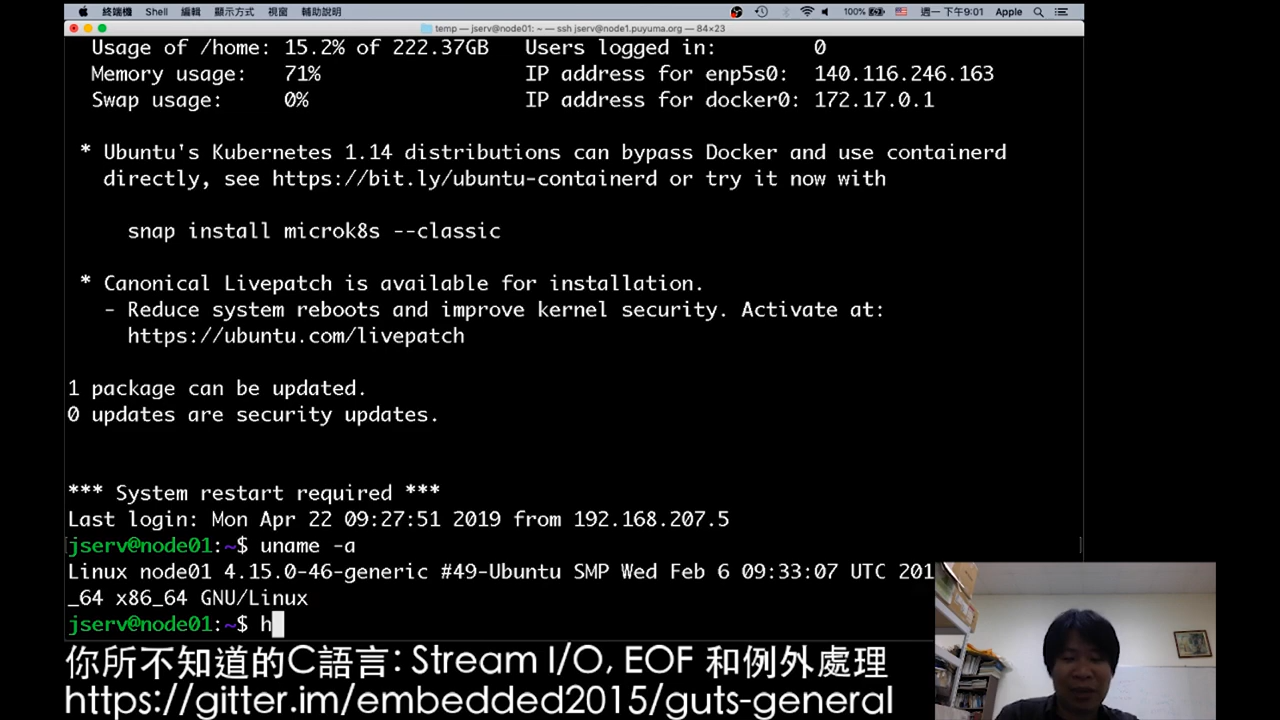 終端機 Shell 編輯 顯示方式 視窗 輔助說明 100% 週一 下午9:01 Apple
temp — jserv@node01: ~ — ssh jserv@node1.puyuma.org — 84×23
Usage of /home: 15.2% of 222.37GB Users logged in: 0
Memory usage: 71% IP address for enp5s0: 140.116.246.163
Swap usage: 0% IP address for docker0: 172.17.0.1
* Ubuntu's Kubernetes 1.14 distributions can bypass Docker and use containerd
directly, see https://bit.ly/ubuntu-containerd or try it now with
snap install microk8s --classic
* Canonical Livepatch is available for installation.
- Reduce system reboots and improve kernel security. Activate at:
https://ubuntu.com/livepatch
1 package can be updated.
0 updates are security updates.
*** System restart required ***
Last login: Mon Apr 22 09:27:51 2019 from 192.168.207.5
jserv@node01:~$ uname -a
Linux node01 4.15.0-46-generic #49-Ubuntu SMP Wed Feb 6 09:33:07 UTC 201
_64 x86_64 GNU/Linux
jserv@node01:~$ h
你所不知道的C語言: Stream I/O, EOF 和例外處理
https://gitter.im/embedded2015/guts-general